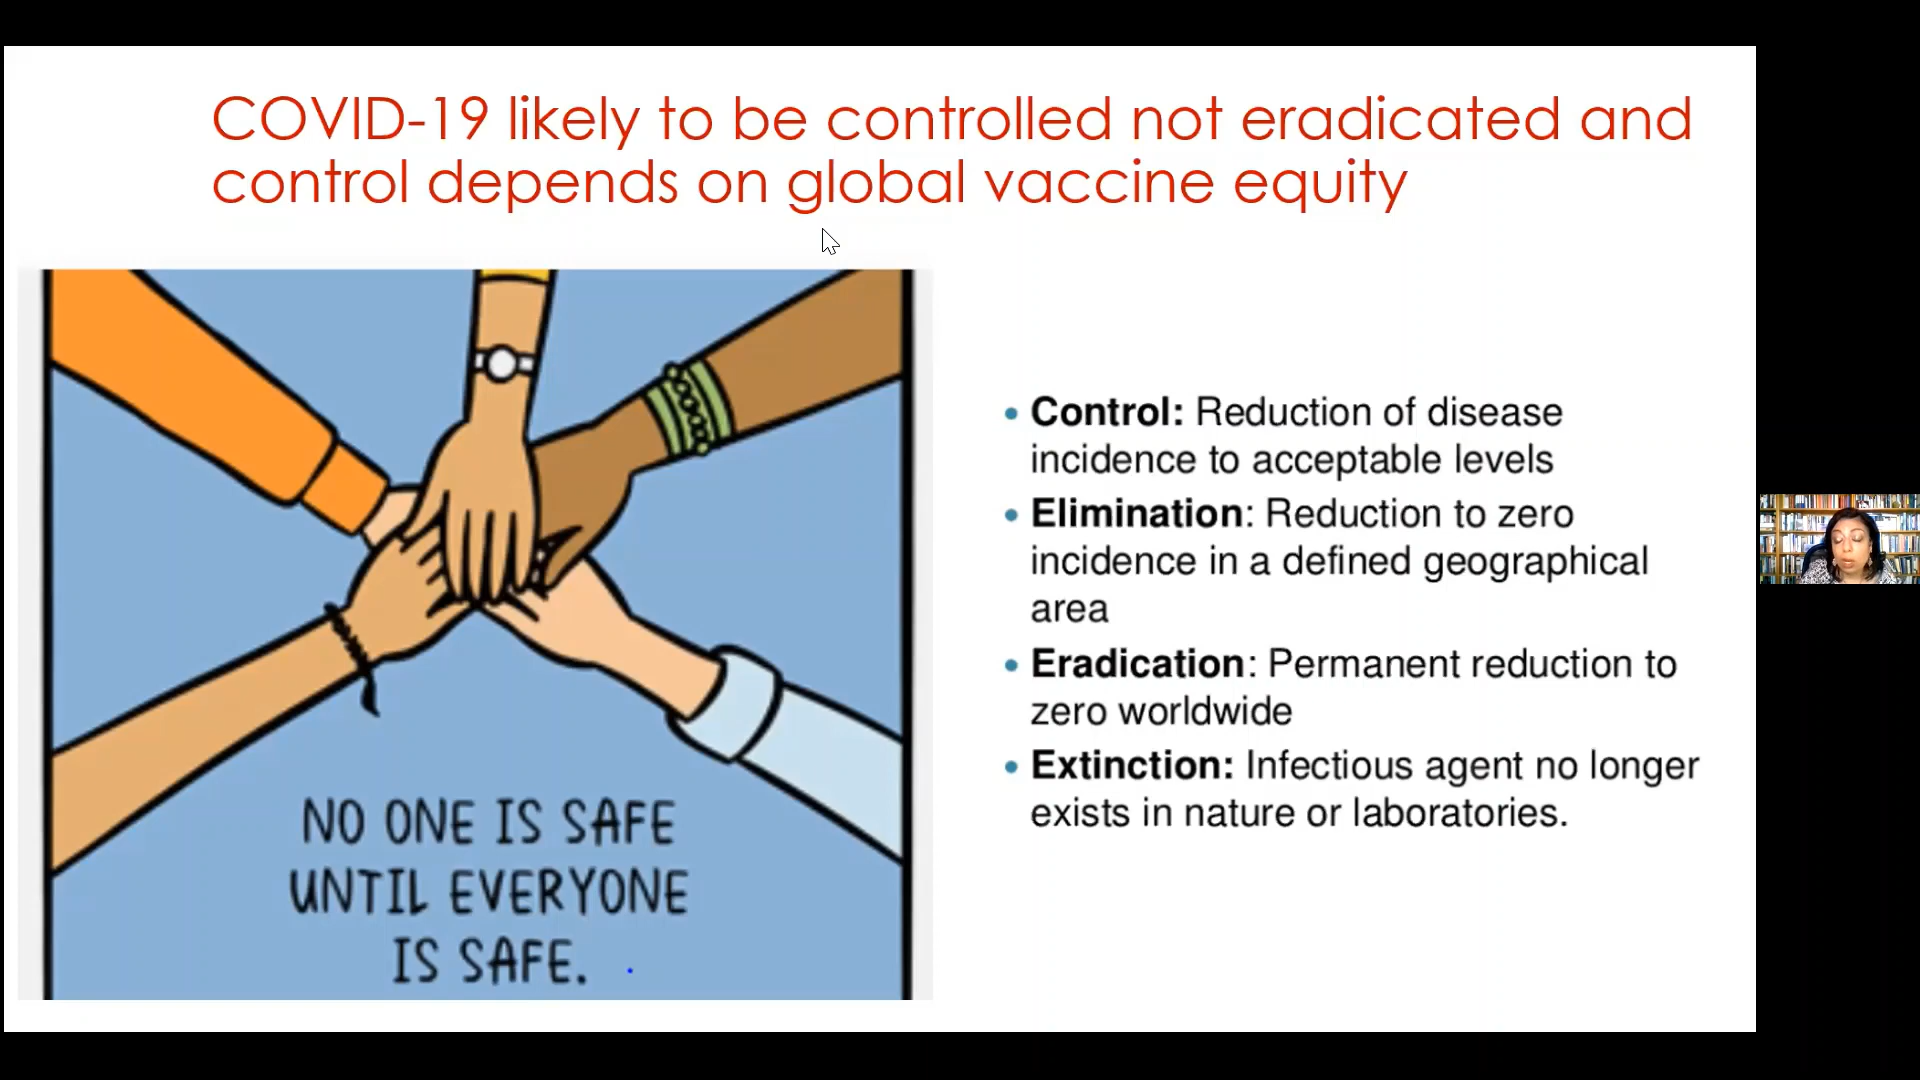 COVID-19 likely to be controlled not eradicated and
control depends on global vaccine equity
NO ONE IS SAFE
UNTIL EVERYONE
IS SAFE.
• Control: Reduction of disease
incidence to acceptable levels
• Elimination: Reduction to zero
incidence in a defined geographical
area
• Eradication: Permanent reduction to
zero worldwide
• Extinction: Infectious agent no longer
exists in nature or laboratories.